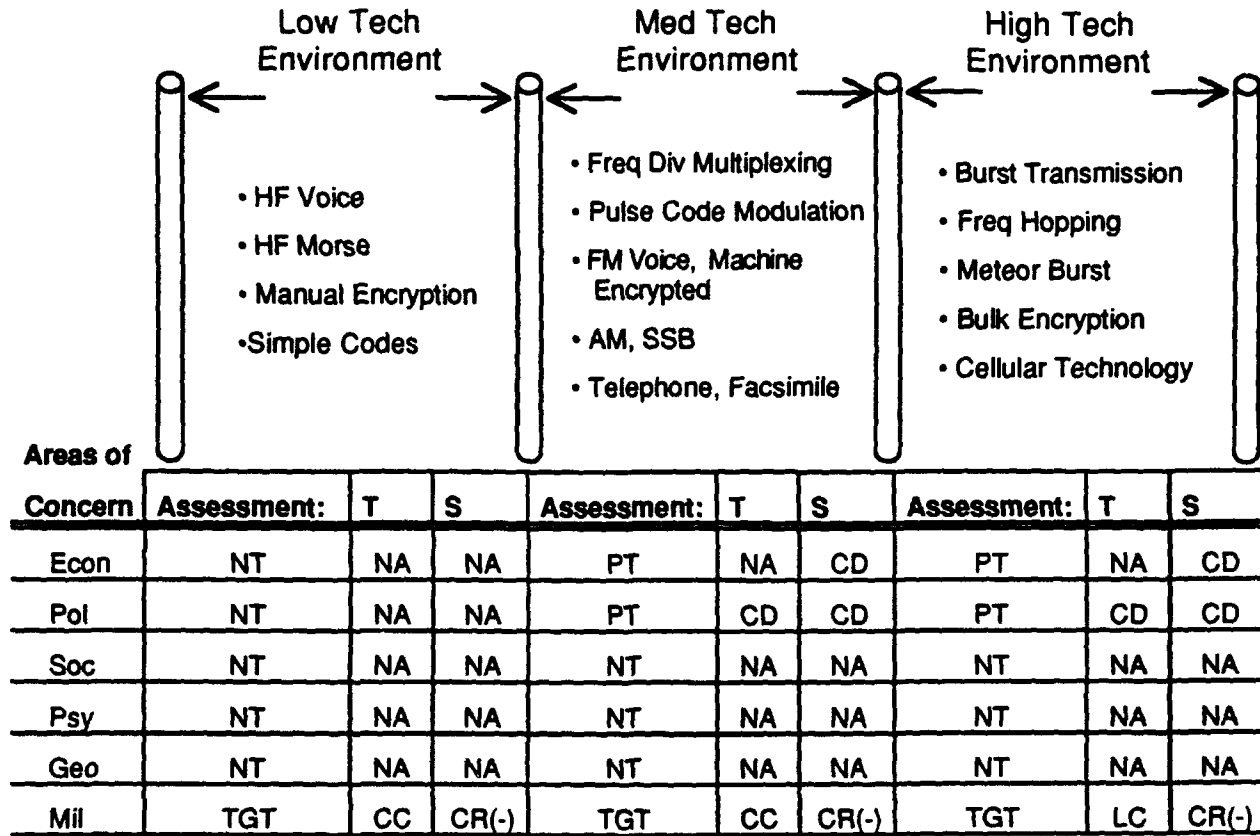 Low Tech
Environment
Med Tech
Environment
High Tech
Environment
• HF Voice
• HF Morse
• Manual Encryption
•Simple Codes
• Freq Div Multiplexing
• Pulse Code Modulation
• FM Voice, Machine
Encrypted
• AM, SSB
• Telephone, Facsimile
• Burst Transmission
• Freq Hopping
• Meteor Burst
• Bulk Encryption
• Cellular Technology
Areas of
Concern Assessment: T S Assessment: T S Assessment: T S
Econ NT NA NA PT NA CD PT NA CD
Pol NT NA NA PT CD CD PT CD CD
Soc NT NA NA NT NA NA NT NA NA
Psy NT NA NA NT NA NA NT NA NA
Geo NT NA NA NT NA NA NT NA NA
Mil TGT CC CR(-) TGT CC CR(-) TGT LC CR(-)